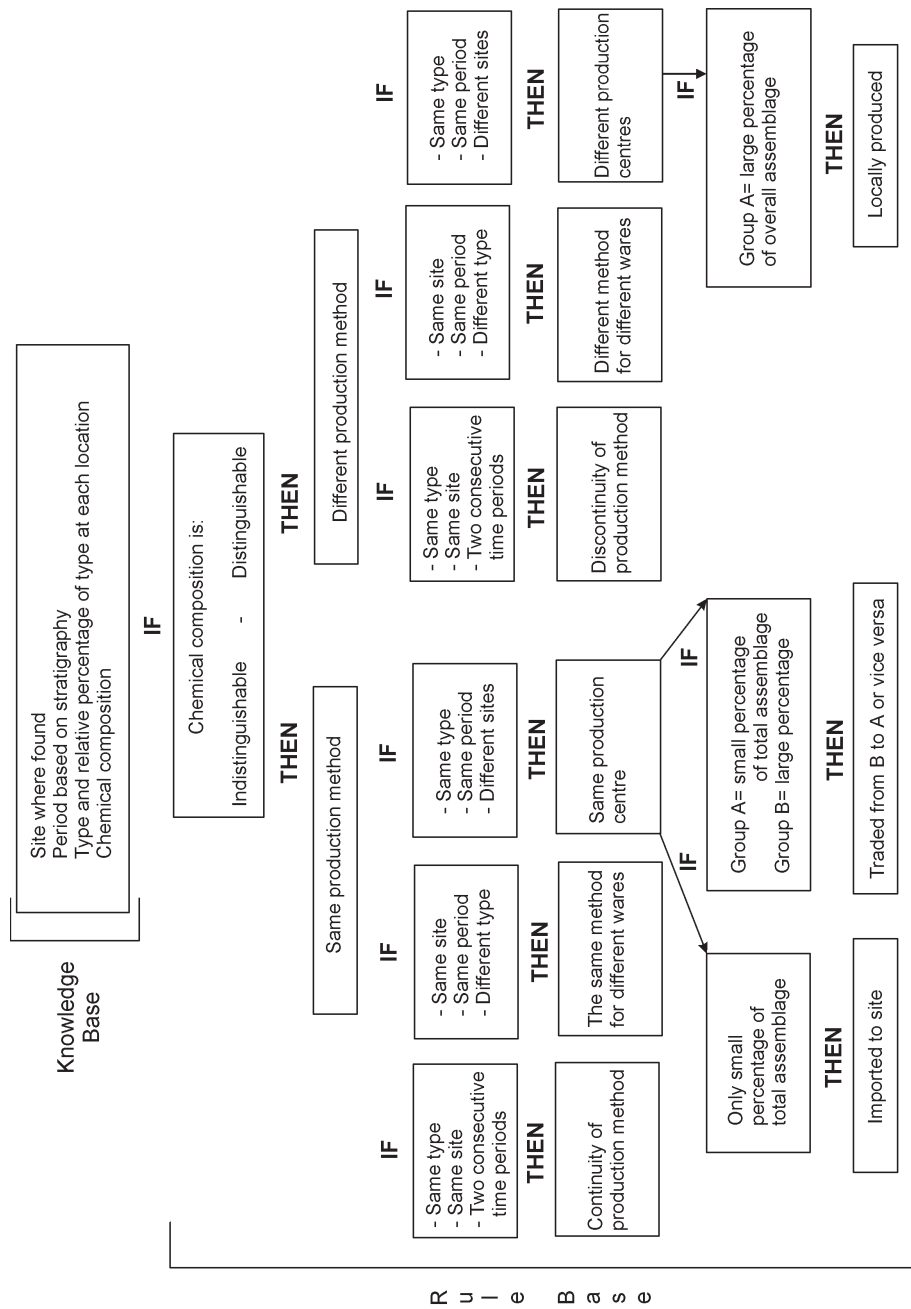 Knowledge
Base
Site where found
Period based on stratigraphy
Type and relative percentage of type at each location
Chemical composition
IF
Chemical composition is:
Indistinguishable - Distinguishable
THEN
THEN
Same production method
Different production method
IF
IF
IF
IF
IF
IF
- Same type
- Same site
- Two consecutive
time periods
- Same site
- Same period
- Different type
- Same type
- Same period
- Different sites
- Same type
- Same site
- Two consecutive
time periods
- Same site
- Same period
- Different type
- Same type
- Same period
- Different sites
THEN
THEN
THEN
THEN
THEN
THEN
Continuity of
production method
The same method
for different wares
Same production
centre
Discontinuity of
production method
Different method
for different wares
Different production
centres
IF
IF
IF
Only small
percentage of
total assemblage
Group A= small percentage
of total assemblage
Group B= large percentage
Group A= large percentage
of overall assemblage
THEN
THEN
THEN
Imported to site
Traded from B to A or vice versa
Locally produced
R
u
l
e
B
a
s
e